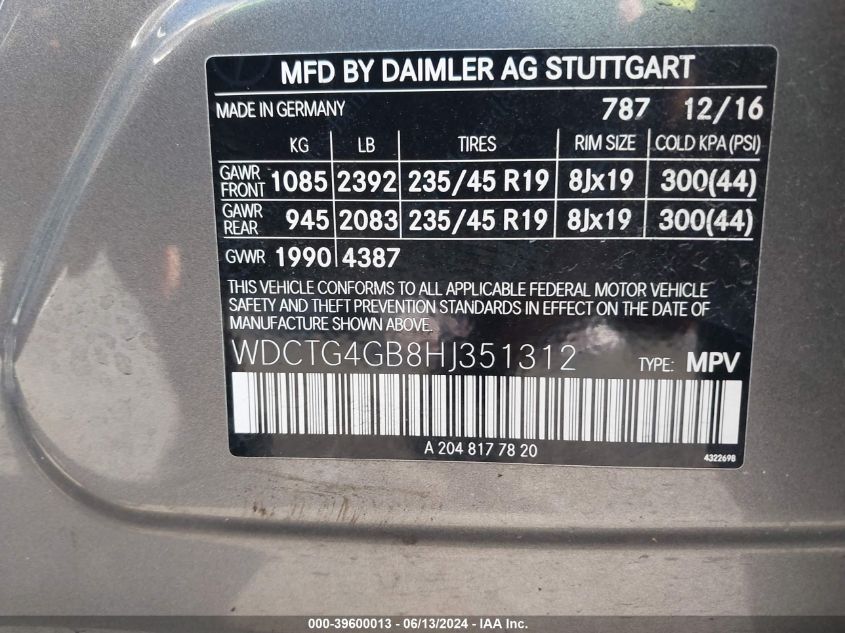 MFD BY DAIMLER AG STUTTGART
MADE IN GERMANY 787 12/16
KG LB TIRES RIM SIZE COLD KPA (PSI)
GAWR FRONT 1085 2392 235/45 R19 8Jx19 300(44)
GAWR REAR 945 2083 235/45 R19 8Jx19 300(44)
GVWR 1990 4387
THIS VEHICLE CONFORMS TO ALL APPLICABLE FEDERAL MOTOR VEHICLE
SAFETY AND THEFT PREVENTION STANDARDS IN EFFECT ON THE DATE OF
MANUFACTURE SHOWN ABOVE.
WDCTG4GB8HJ351312 TYPE: MPV
A 204 817 78 20
432269B
000-39600013 - 06/13/2024 - IAA Inc.